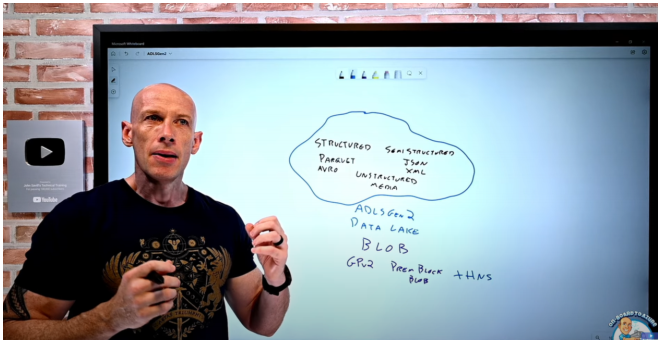 Microsoft Whiteboard
ADLSGen2
STRUCTURED
SEMISTRUCTURED
PARQUET
AVRO
JSON
XML
UNSTRUCTURED
MEDIA
ADLSGen2
DATA LAKE
BLOB
GPv2
PREM BLOCK
BLOB
+HNS
YouTube
ON-BOARD TO AZURE